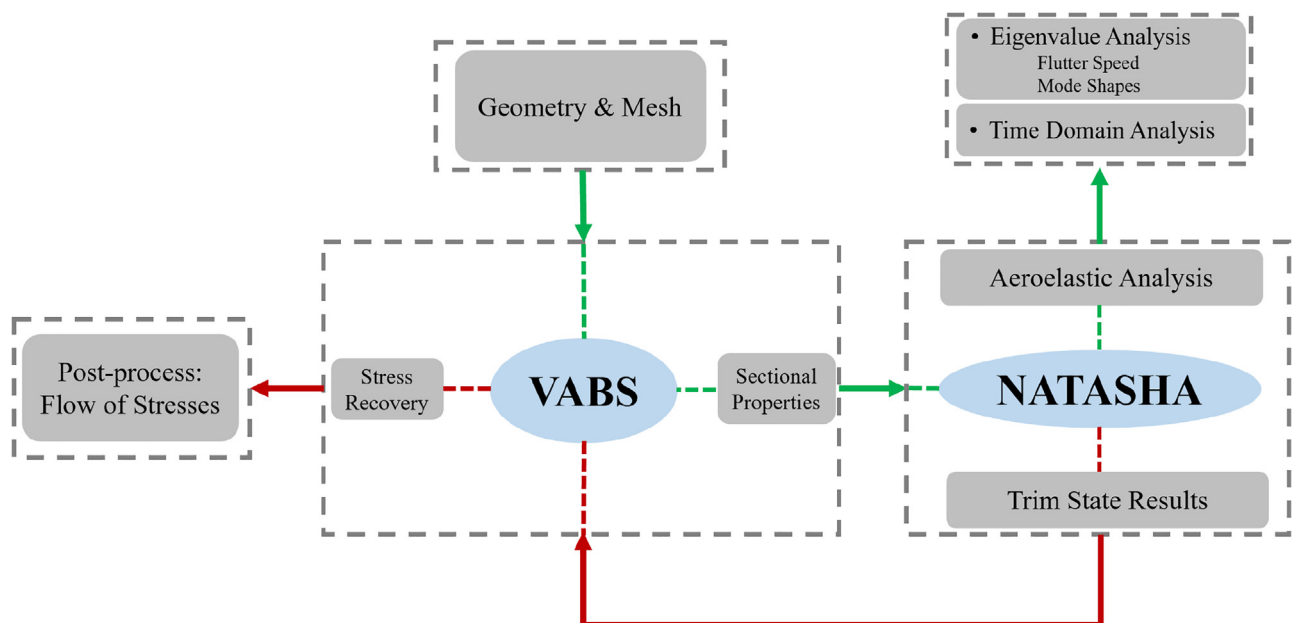 Geometry & Mesh
• Eigenvalue Analysis
Flutter Speed
Mode Shapes
• Time Domain Analysis
Aeroelastic Analysis
Post-process:
Flow of Stresses
Stress
Recovery
VABS
Sectional
Properties
NATASHA
Trim State Results